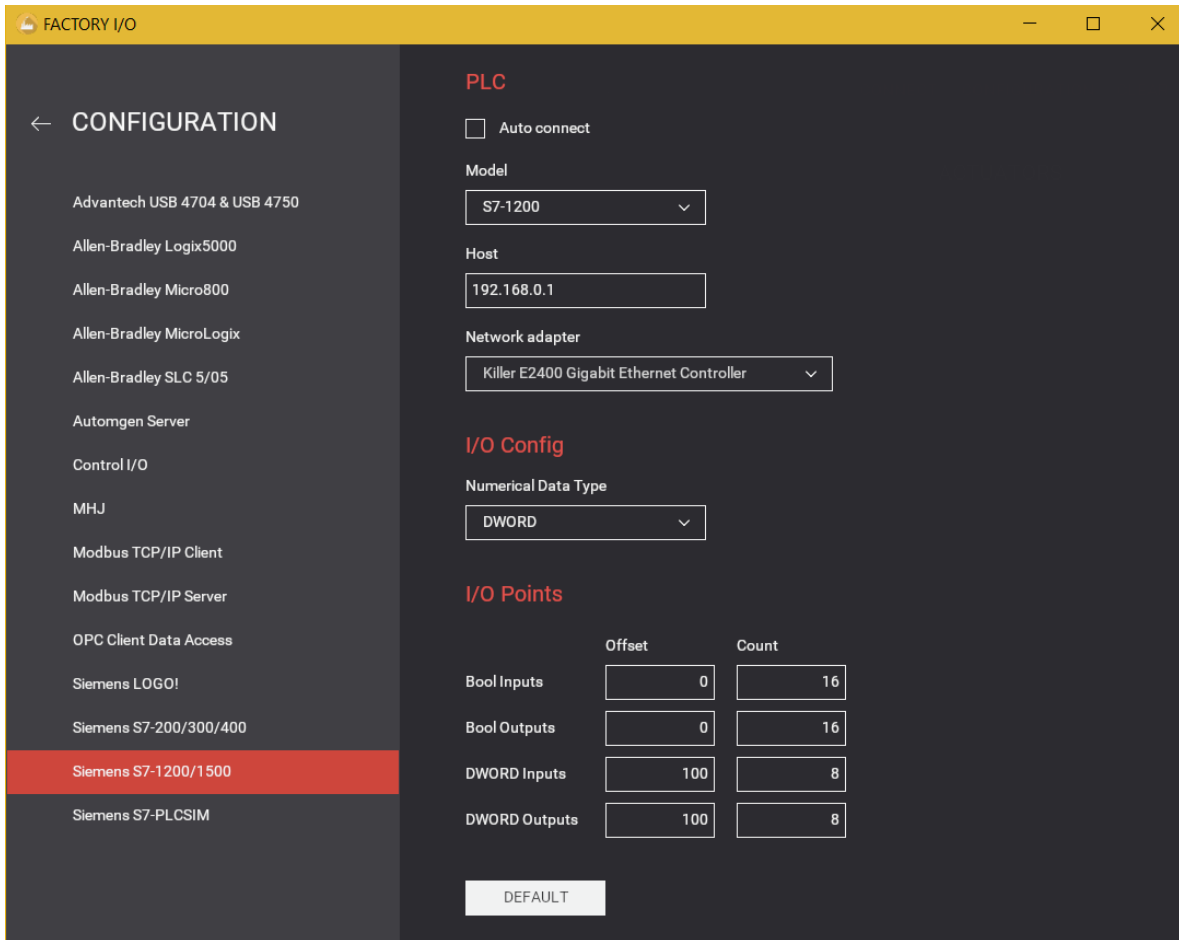 FACTORY I/O
CONFIGURATION
Advantech USB 4704 & USB 4750
Allen-Bradley Logix5000
Allen-Bradley Micro800
Allen-Bradley MicroLogix
Allen-Bradley SLC 5/05
Automgen Server
Control I/O
MHJ
Modbus TCP/IP Client
Modbus TCP/IP Server
OPC Client Data Access
Siemens LOGO!
Siemens S7-200/300/400
Siemens S7-1200/1500
Siemens S7-PLCSIM
PLC
Auto connect
Model
S7-1200
Host
192.168.0.1
Network adapter
Killer E2400 Gigabit Ethernet Controller
I/O Config
Numerical Data Type
DWORD
I/O Points
Offset Count
Bool Inputs 0 16
Bool Outputs 0 16
DWORD Inputs 100 8
DWORD Outputs 100 8
DEFAULT